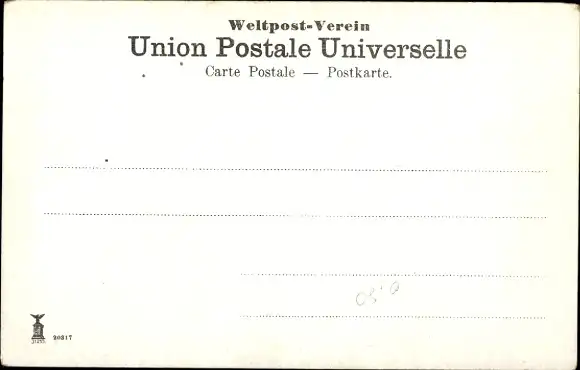 Weltpost-Verein
Union Postale Universelle
Carte Postale — Postkarte.
20317